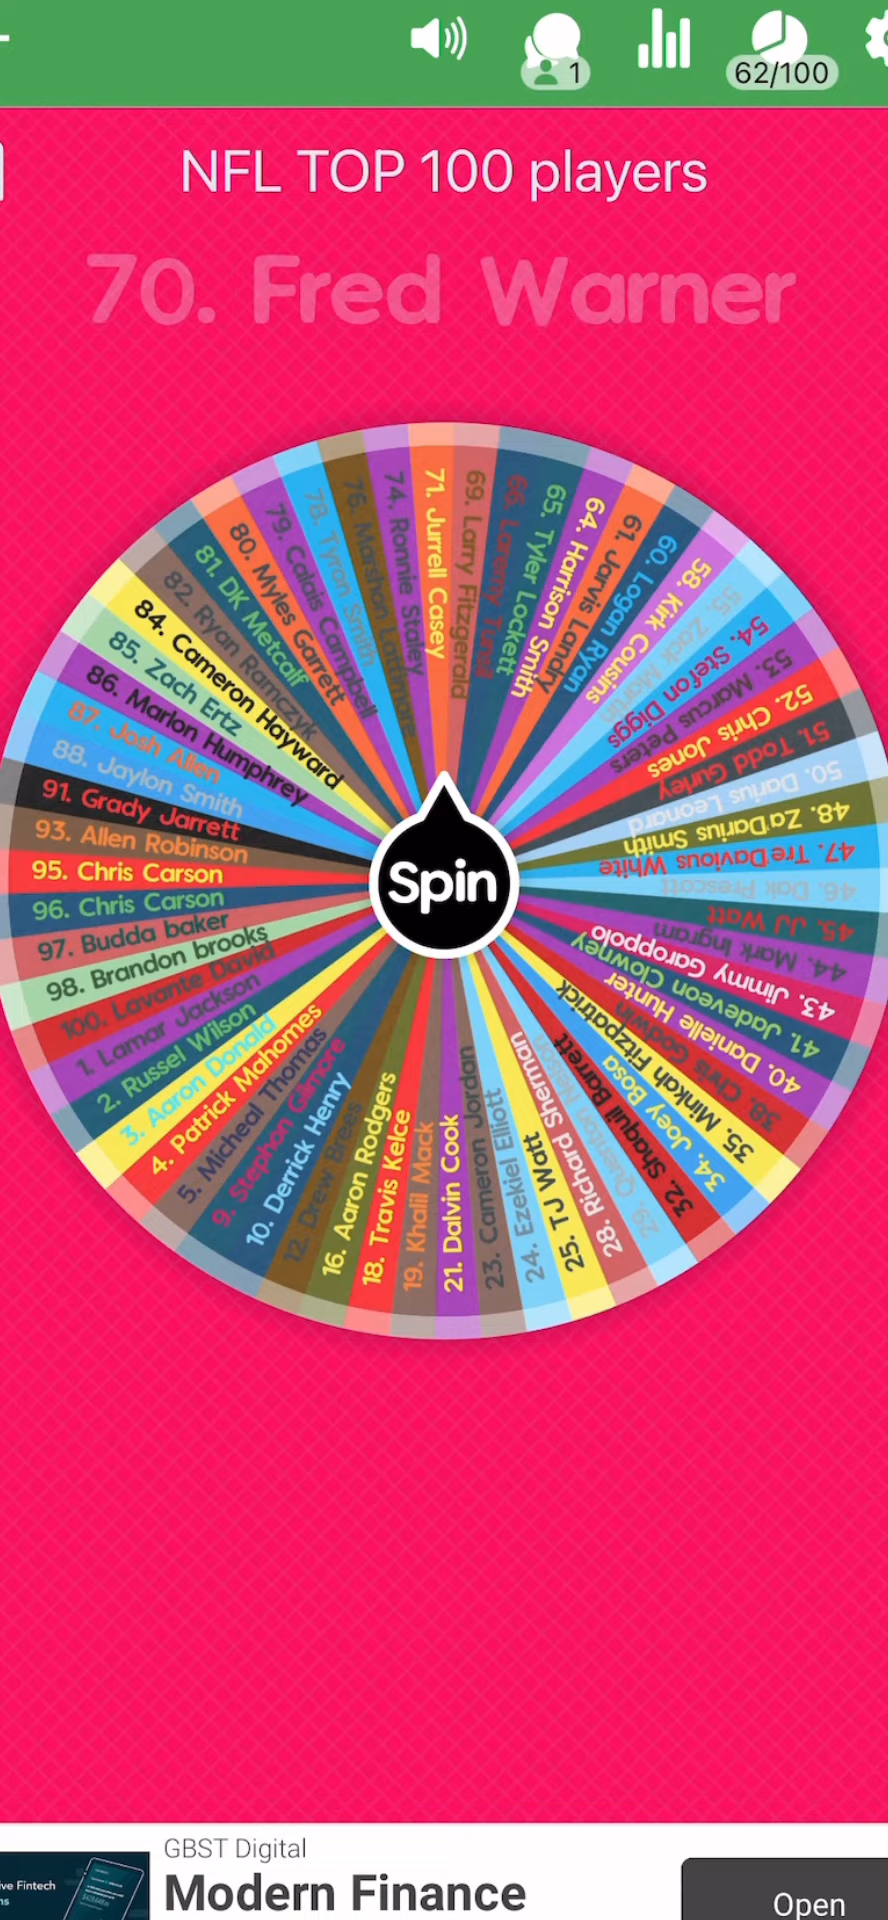 1
62/100
NFL TOP 100 players
70. Fred Warner
71. Jurrell Casey
69. Larry Fitzgerald
66. Laremy Tunsil
65. Tyler Lockett
64. Harrison Smith
61. Jarvis Landry
60. Logan Ryan
58. Kirk Cousins
55. Zack Martin
54. Stefon Diggs
53. Marcus Peters
52. Chris Jones
51. Todd Gurley
50. Darius Leonard
48. Za'Darius Smith
47. Tre'Davious White
46. Dak Prescott
45. JJ Watt
44. Mark Ingram
43. Jimmy Garoppolo
41. Jadeveon Clowney
40. Danielle Hunter
38. Chris Godwin
35. Minkah Fitzpatrick
34. Joey Bosa
32. Shaquil Barrett
29. Quenton Nelson
28. Richard Sherman
25. TJ Watt
24. Ezekiel Elliott
23. Cameron Jordan
21. Dalvin Cook
19. Khalil Mack
18. Travis Kelce
16. Aaron Rodgers
12. Drew Brees
10. Derrick Henry
9. Stephon Gilmore
5. Micheal Thomas
4. Patrick Mahomes
3. Aaron Donald
2. Russel Wilson
1. Lamar Jackson
100. Lavante David
98. Brandon brooks
97. Budda baker
96. Chris Carson
95. Chris Carson
93. Allen Robinson
91. Grady Jarrett
88. Jaylon Smith
87. Josh Allen
86. Marlon Humphrey
85. Zach Ertz
84. Cameron Hayward
82. Ryan Ramczyk
81. DK Metcalf
80. Myles Garrett
79. Calais Campbell
78. Tyron Smith
76. Marshon Lattimore
74. Ronnie Staley
Spin
GBST Digital
Modern Finance
ive Fintech
ns
Open